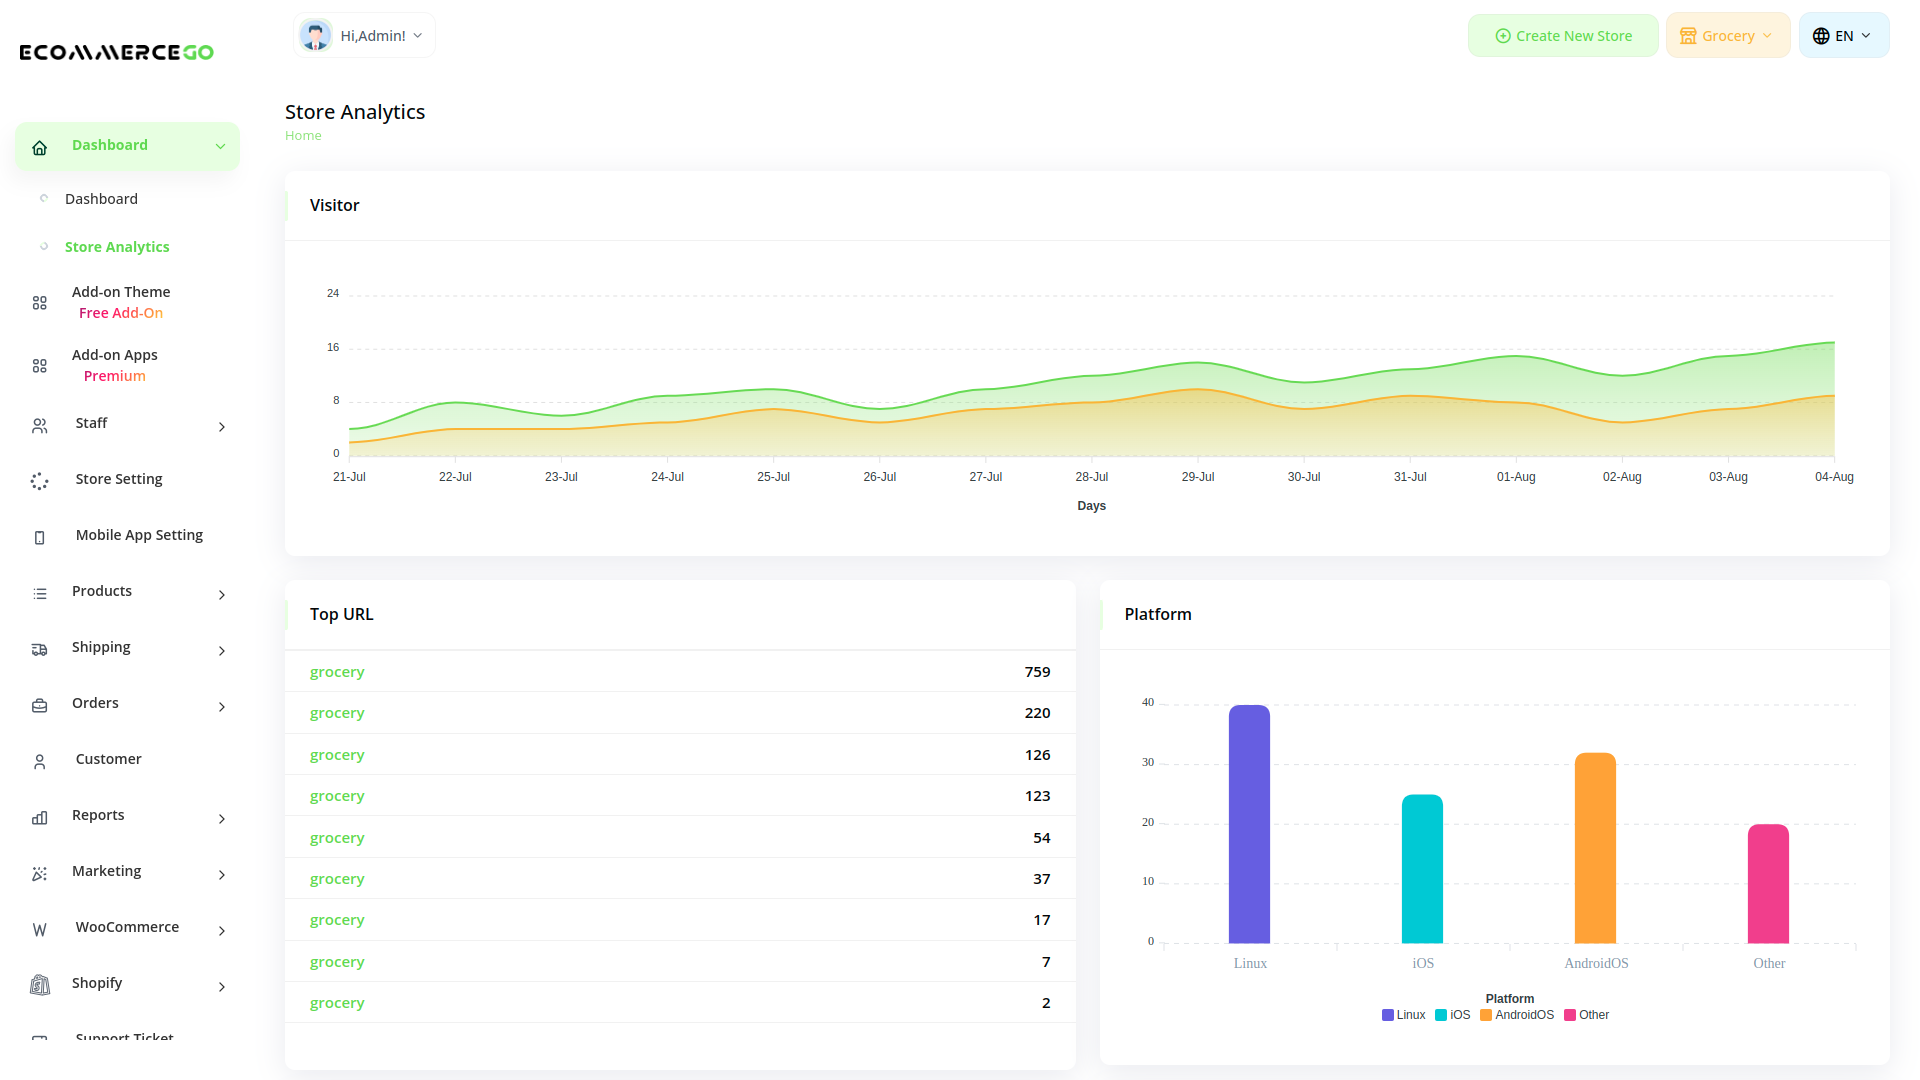 ECOMMERCEGO
Hi,Admin!
Create New Store
Grocery
EN
Dashboard
Dashboard
Store Analytics
Add-on Theme
Free Add-On
Add-on Apps
Premium
Staff
Store Setting
Mobile App Setting
Products
Shipping
Orders
Customer
Reports
Marketing
WooCommerce
Shopify
Support Ticket
Store Analytics
Home
Visitor
24
16
8
0
21-Jul 22-Jul 23-Jul 24-Jul 25-Jul 26-Jul 27-Jul 28-Jul 29-Jul 30-Jul 31-Jul 01-Aug 02-Aug 03-Aug 04-Aug
Days
Top URL
grocery 759
grocery 220
grocery 126
grocery 123
grocery 54
grocery 37
grocery 17
grocery 7
grocery 2
Platform
40
30
20
10
0
Linux iOS AndroidOS Other
Platform
Linux iOS AndroidOS Other